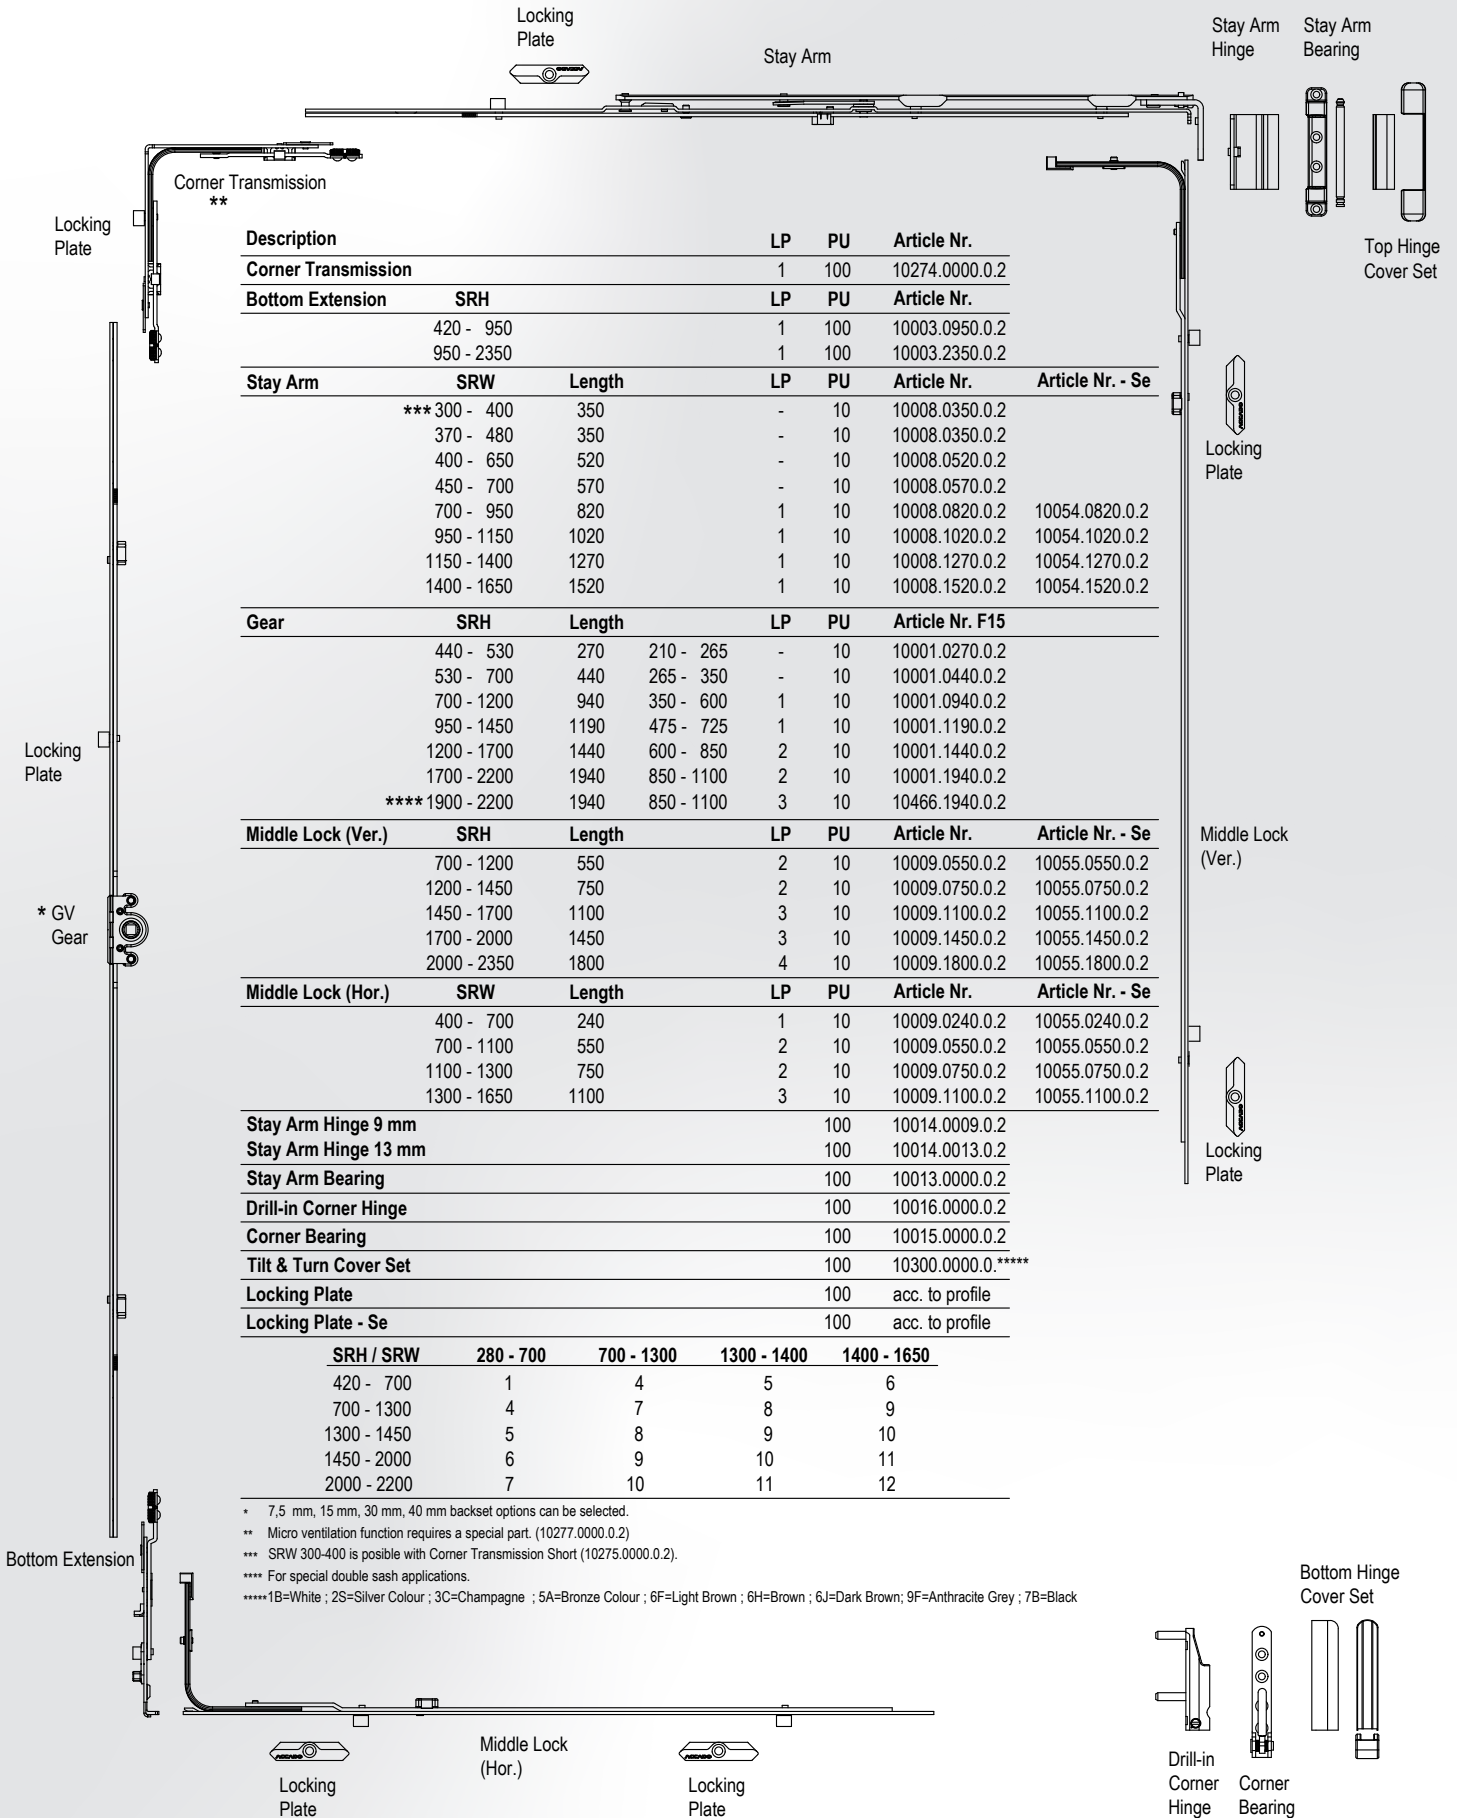 Locking
Plate
Stay Arm
Stay Arm
Hinge
Stay Arm
Bearing
Corner Transmission
**
Locking
Plate
Top Hinge
Cover Set
Description LP PU Article Nr.
Corner Transmission 1 100 10274.0000.0.2
Bottom Extension SRH LP PU Article Nr.
420 - 950 1 100 10003.0950.0.2
950 - 2350 1 100 10003.2350.0.2
Stay Arm SRW Length LP PU Article Nr. Article Nr. - Se
*** 300 - 400 350 - 10 10008.0350.0.2
370 - 480 350 - 10 10008.0350.0.2
400 - 650 520 - 10 10008.0520.0.2
450 - 700 570 - 10 10008.0570.0.2
700 - 950 820 1 10 10008.0820.0.2 10054.0820.0.2
950 - 1150 1020 1 10 10008.1020.0.2 10054.1020.0.2
1150 - 1400 1270 1 10 10008.1270.0.2 10054.1270.0.2
1400 - 1650 1520 1 10 10008.1520.0.2 10054.1520.0.2
Locking
Plate
Gear SRH Length LP PU Article Nr. F15
440 - 530 270 210 - 265 - 10 10001.0270.0.2
530 - 700 440 265 - 350 - 10 10001.0440.0.2
700 - 1200 940 350 - 600 1 10 10001.0940.0.2
950 - 1450 1190 475 - 725 1 10 10001.1190.0.2
1200 - 1700 1440 600 - 850 2 10 10001.1440.0.2
1700 - 2200 1940 850 - 1100 2 10 10001.1940.0.2
**** 1900 - 2200 1940 850 - 1100 3 10 10466.1940.0.2
Locking
Plate
Middle Lock (Ver.) SRH Length LP PU Article Nr. Article Nr. - Se
700 - 1200 550 2 10 10009.0550.0.2 10055.0550.0.2
1200 - 1450 750 2 10 10009.0750.0.2 10055.0750.0.2
1450 - 1700 1100 3 10 10009.1100.0.2 10055.1100.0.2
1700 - 2000 1450 3 10 10009.1450.0.2 10055.1450.0.2
2000 - 2350 1800 4 10 10009.1800.0.2 10055.1800.0.2
Middle Lock
(Ver.)
* GV
Gear
Middle Lock (Hor.) SRW Length LP PU Article Nr. Article Nr. - Se
400 - 700 240 1 10 10009.0240.0.2 10055.0240.0.2
700 - 1100 550 2 10 10009.0550.0.2 10055.0550.0.2
1100 - 1300 750 2 10 10009.0750.0.2 10055.0750.0.2
1300 - 1650 1100 3 10 10009.1100.0.2 10055.1100.0.2
Stay Arm Hinge 9 mm 100 10014.0009.0.2
Stay Arm Hinge 13 mm 100 10014.0013.0.2
Stay Arm Bearing 100 10013.0000.0.2
Drill-in Corner Hinge 100 10016.0000.0.2
Corner Bearing 100 10015.0000.0.2
Tilt & Turn Cover Set 100 10300.0000.0.*****
Locking Plate 100 acc. to profile
Locking Plate - Se 100 acc. to profile
Locking
Plate
SRH / SRW 280 - 700 700 - 1300 1300 - 1400 1400 - 1650
420 - 700 1 4 5 6
700 - 1300 4 7 8 9
1300 - 1450 5 8 9 10
1450 - 2000 6 9 10 11
2000 - 2200 7 10 11 12
* 7,5 mm, 15 mm, 30 mm, 40 mm backset options can be selected.
** Micro ventilation function requires a special part. (10277.0000.0.2)
*** SRW 300-400 is posible with Corner Transmission Short (10275.0000.0.2).
**** For special double sash applications.
*****1B=White ; 2S=Silver Colour ; 3C=Champagne ; 5A=Bronze Colour ; 6F=Light Brown ; 6H=Brown ; 6J=Dark Brown; 9F=Anthracite Grey ; 7B=Black
Bottom Extension
Bottom Hinge
Cover Set
Middle Lock
(Hor.)
Locking
Plate
Locking
Plate
Drill-in
Corner
Hinge
Corner
Bearing